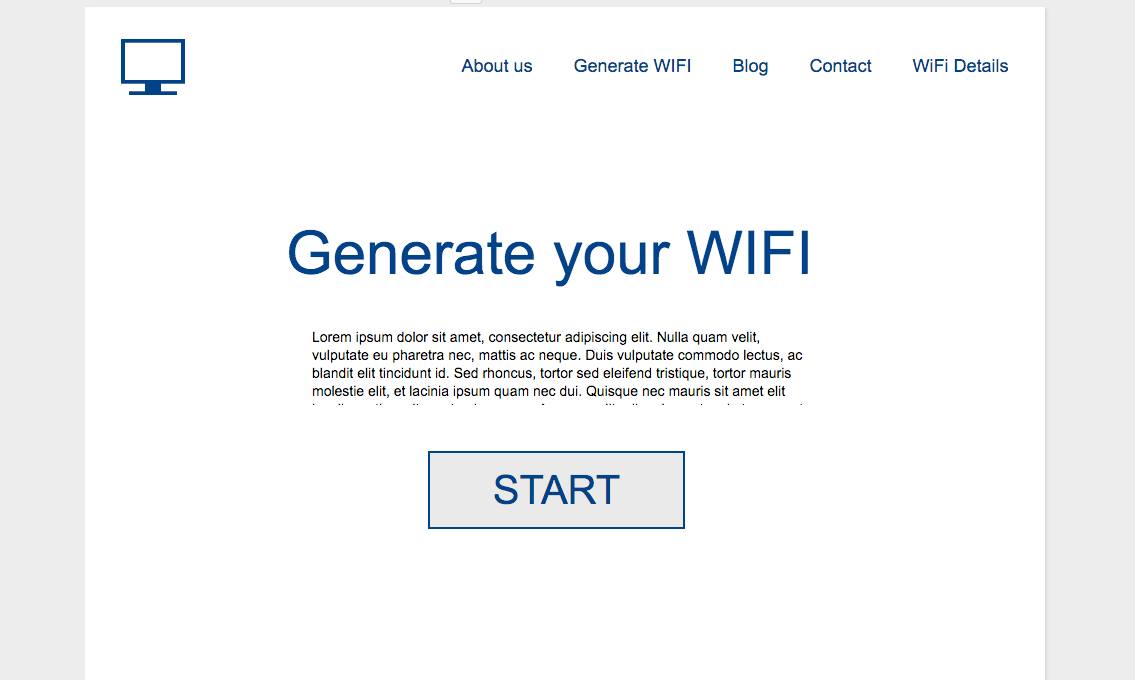 About us Generate WIFI Blog Contact WiFi Details
Generate your WIFI
Lorem ipsum dolor sit amet, consectetur adipiscing elit. Nulla quam velit,
vulputate eu pharetra nec, mattis ac neque. Duis vulputate commodo lectus, ac
blandit elit tincidunt id. Sed rhoncus, tortor sed eleifend tristique, tortor mauris
molestie elit, et lacinia ipsum quam nec dui. Quisque nec mauris sit amet elit
START